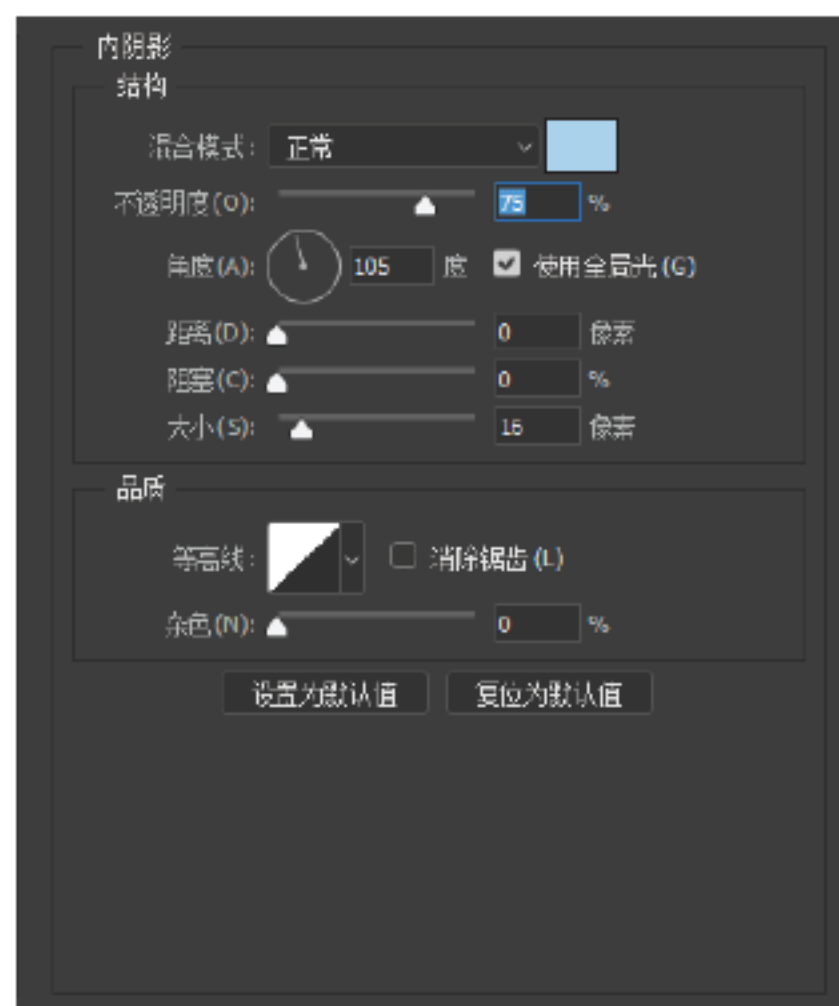 内阴影
结构
混合模式： 正常
不透明度(O): 75 %
角度(A): 105 度 使用全局光(G)
距离(D): 0 像素
阻塞(C): 0 %
大小(S): 16 像素
品质
等高线： 消除锯齿(L)
杂色(N): 0 %
设置为默认值 复位为默认值